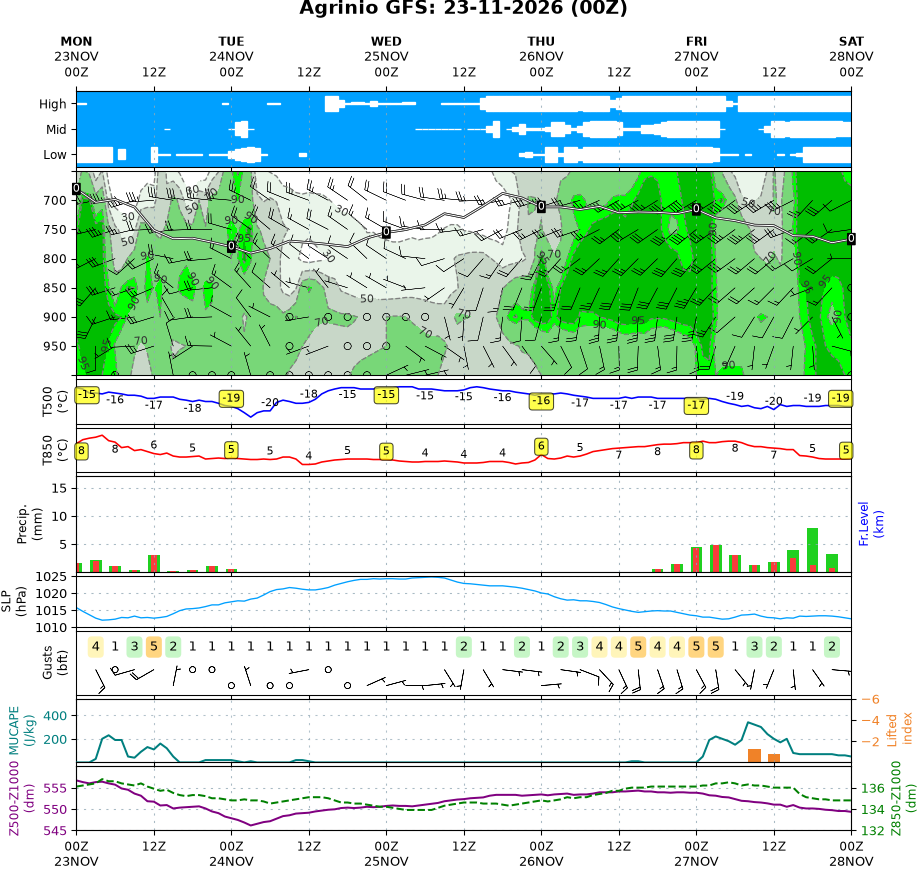 Agrinio GFS: 23-11-2026 (00Z)
MON TUE WED THU FRI SAT
23NOV 24NOV 25NOV 26NOV 27NOV 28NOV
00Z 12Z 00Z 12Z 00Z 12Z 00Z 12Z 00Z 12Z 00Z
High
Mid
Low
700
750
800
850
900
950
0 0 0 0 0 0
T500
(°C)
-15 -16 -17 -18 -19 -20 -18 -15 -15 -15 -15 -16 -16 -17 -17 -17 -17 -19 -20 -19 -19
T850
(°C)
8 8 6 5 5 5 4 5 5 4 4 4 6 5 7 8 8 8 7 5 5
Precip.
(mm)
15
10
5
Fr.Level
(km)
SLP
(hPa)
1025
1020
1015
1010
Gusts
(bft)
4 1 3 5 2 1 1 1 1 1 1 1 1 1 1 1 1 1 1 2 1 1 2 1 2 3 4 4 5 4 4 5 5 1 3 2 1 1 2
MUCAPE
(J/kg)
400
200
−6
−4
−2
Lifted
index
Z500-Z1000
(dm)
555
550
545
136
134
132
Z850-Z1000
(dm)
00Z 12Z 00Z 12Z 00Z 12Z 00Z 12Z 00Z 12Z 00Z
23NOV 24NOV 25NOV 26NOV 27NOV 28NOV